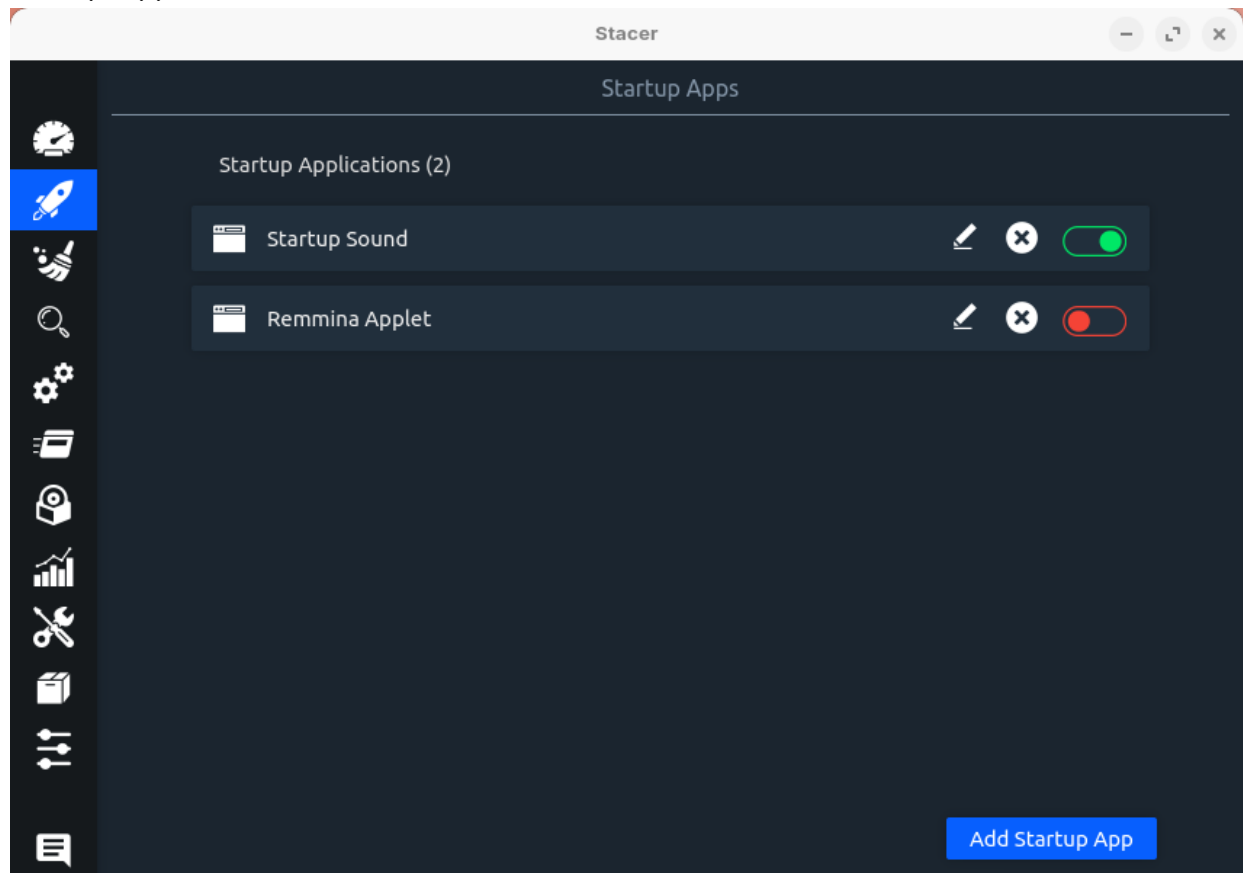 Stacer
Startup Apps
Startup Applications (2)
Startup Sound
Remmina Applet
Add Startup App